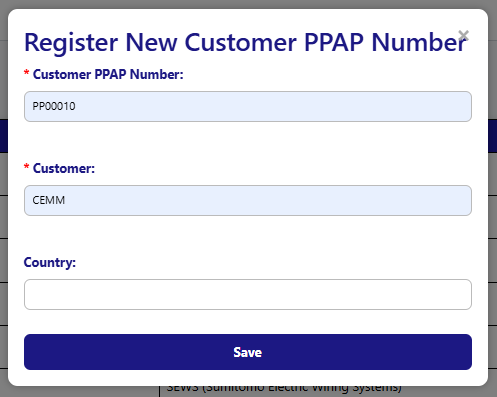 Register New Customer PPAP Number
×
* Customer PPAP Number:
PP00010
* Customer:
CEMM
Country:
Save
SEWS (Sumitomo Electric Wiring Systems)